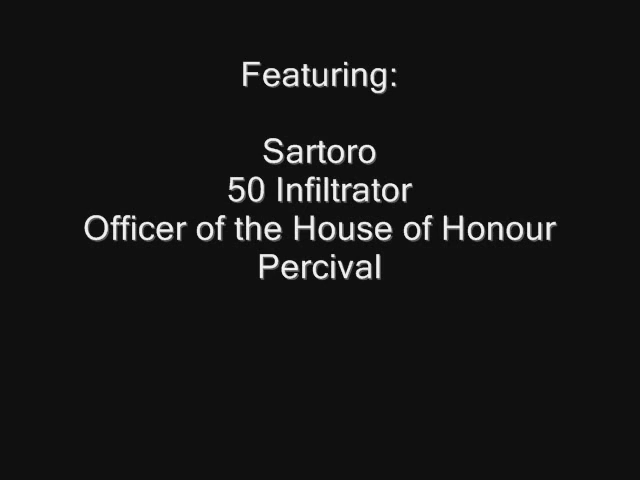 Featuring:
Sartoro
50 Infiltrator
Officer of the House of Honour
Percival